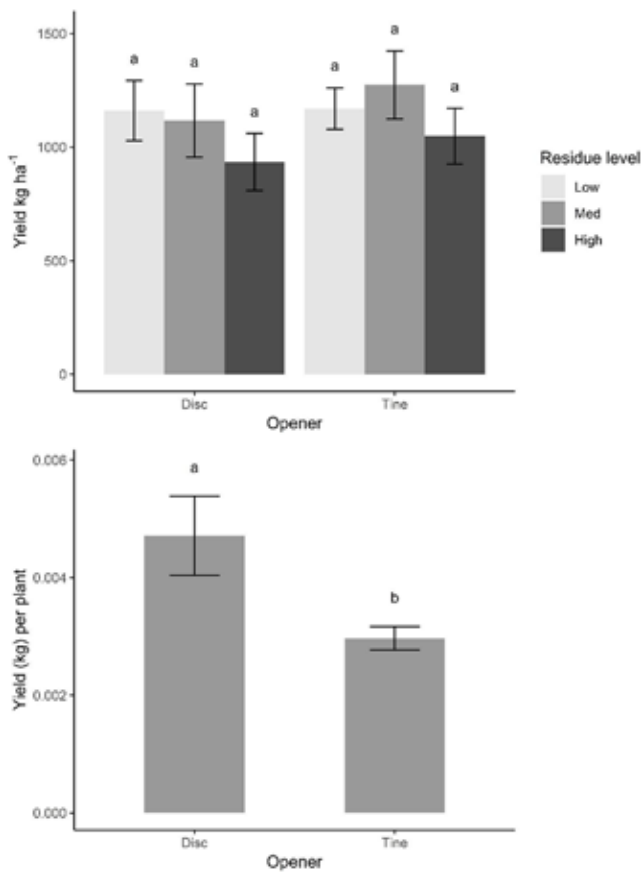 1500
1000
500
0
Yield kg ha⁻¹
a
a
a
a
a
a
Disc
Tine
Opener
Residue level
Low
Med
High
0.006
0.004
0.002
0.000
Yield (kg) per plant
a
b
Disc
Tine
Opener